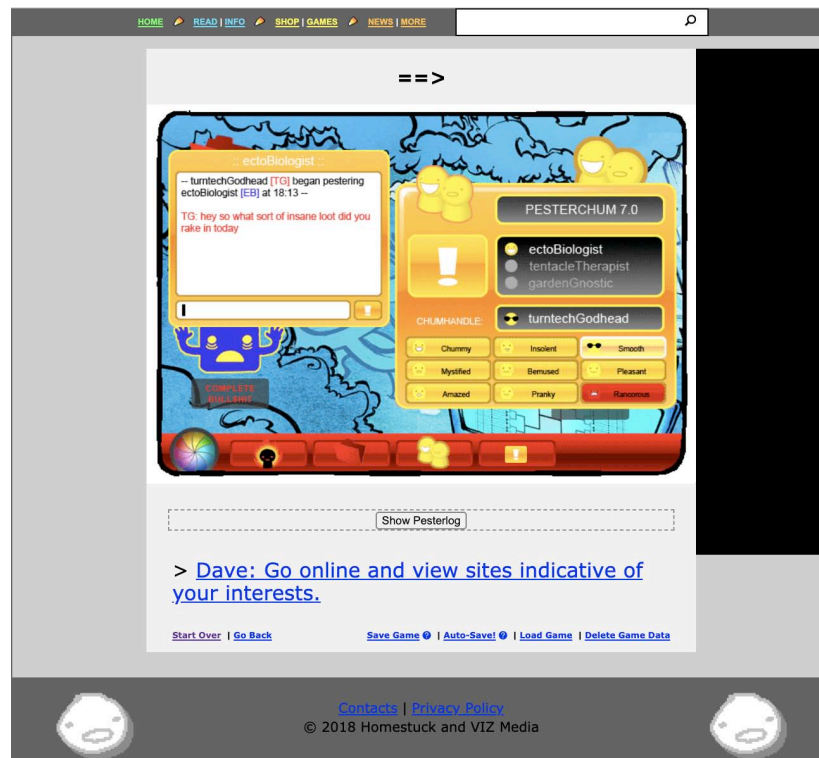 HOME READ | INFO SHOP | GAMES NEWS | MORE
==>
:: ectoBiologist ::
-- turntechGodhead [TG] began pestering
ectoBiologist [EB] at 18:13 --
TG: hey so what sort of insane loot did you
rake in today
PESTERCHUM 7.0
ectoBiologist
tentacleTherapist
gardenGnostic
CHUMHANDLE:
turntechGodhead
Chummy Insolent Smooth
Mystified Bemused Pleasant
Amazed Pranky Rancorous
COMPLETE
BULLSHIT
Show Pesterlog
> Dave: Go online and view sites indicative of
your interests.
Start Over | Go Back Save Game | Auto-Save! | Load Game | Delete Game Data
Contacts | Privacy Policy
© 2018 Homestuck and VIZ Media